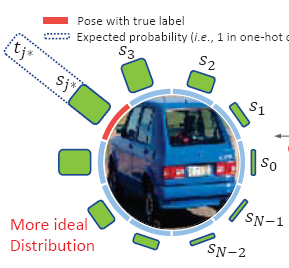 Pose with true label
Expected probability (i.e., 1 in one-hot
t_{j*}
s_{j*}
s_3
s_2
s_1
s_0
s_{N-1}
s_{N-2}
More ideal
Distribution